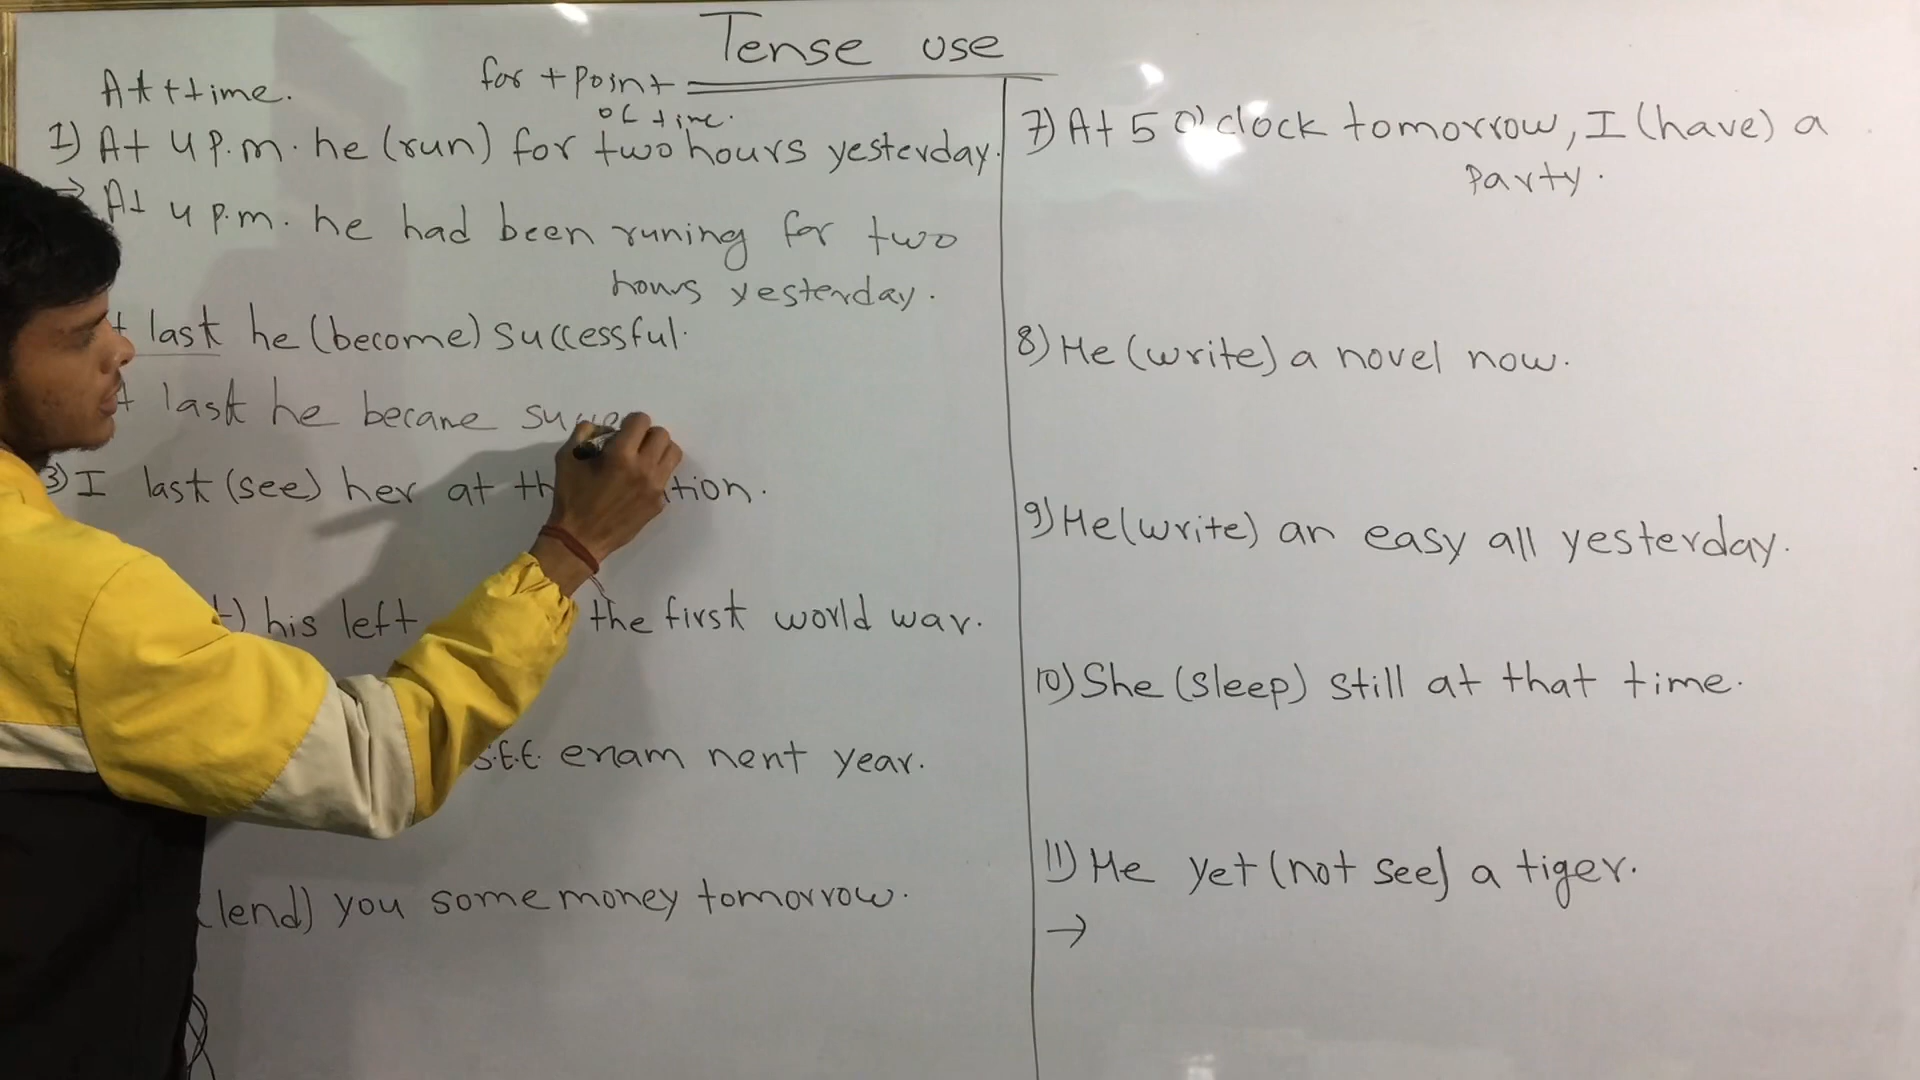 Tense use
At + time.
for + point
of time.
1) At 4 P.m. he (run) for two hours yesterday.
→ At 4 p.m. he had been runing for two
hours yesterday.
last he (become) successful.
last he became
3) I last (see) her at
his left the first world war.
S.E.E. exam next year.
(lend) you some money tomorrow.
7) At 5 O'clock tomorrow, I (have) a
Party.
8) He (write) a novel now.
9) He (write) an easy all yesterday.
10) She (sleep) still at that time.
11) He yet (not see) a tiger.
→